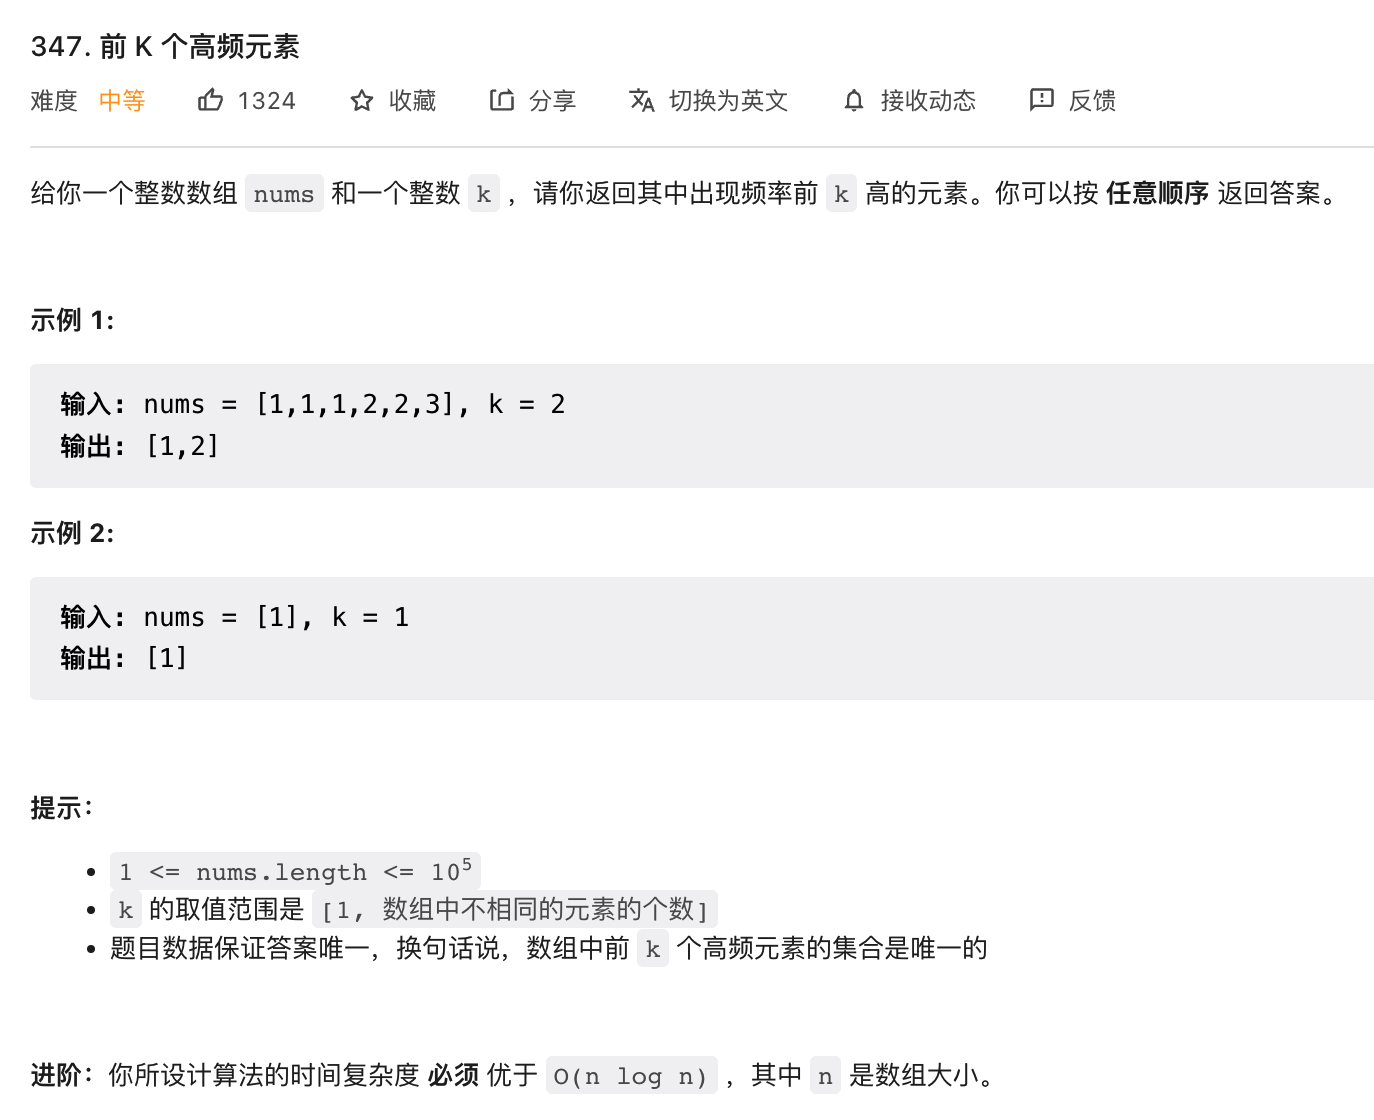 347. 前 K 个高频元素
难度 中等 1324 收藏 分享 切换为英文 接收动态 反馈
给你一个整数数组 nums 和一个整数 k ，请你返回其中出现频率前 k 高的元素。你可以按 任意顺序 返回答案。
示例 1:
输入: nums = [1,1,1,2,2,3], k = 2
输出: [1,2]
示例 2:
输入: nums = [1], k = 1
输出: [1]
提示：
1 <= nums.length <= 10⁵
k 的取值范围是 [1, 数组中不相同的元素的个数]
题目数据保证答案唯一，换句话说，数组中前 k 个高频元素的集合是唯一的
进阶：你所设计算法的时间复杂度 必须 优于 O(n log n) ，其中 n 是数组大小。